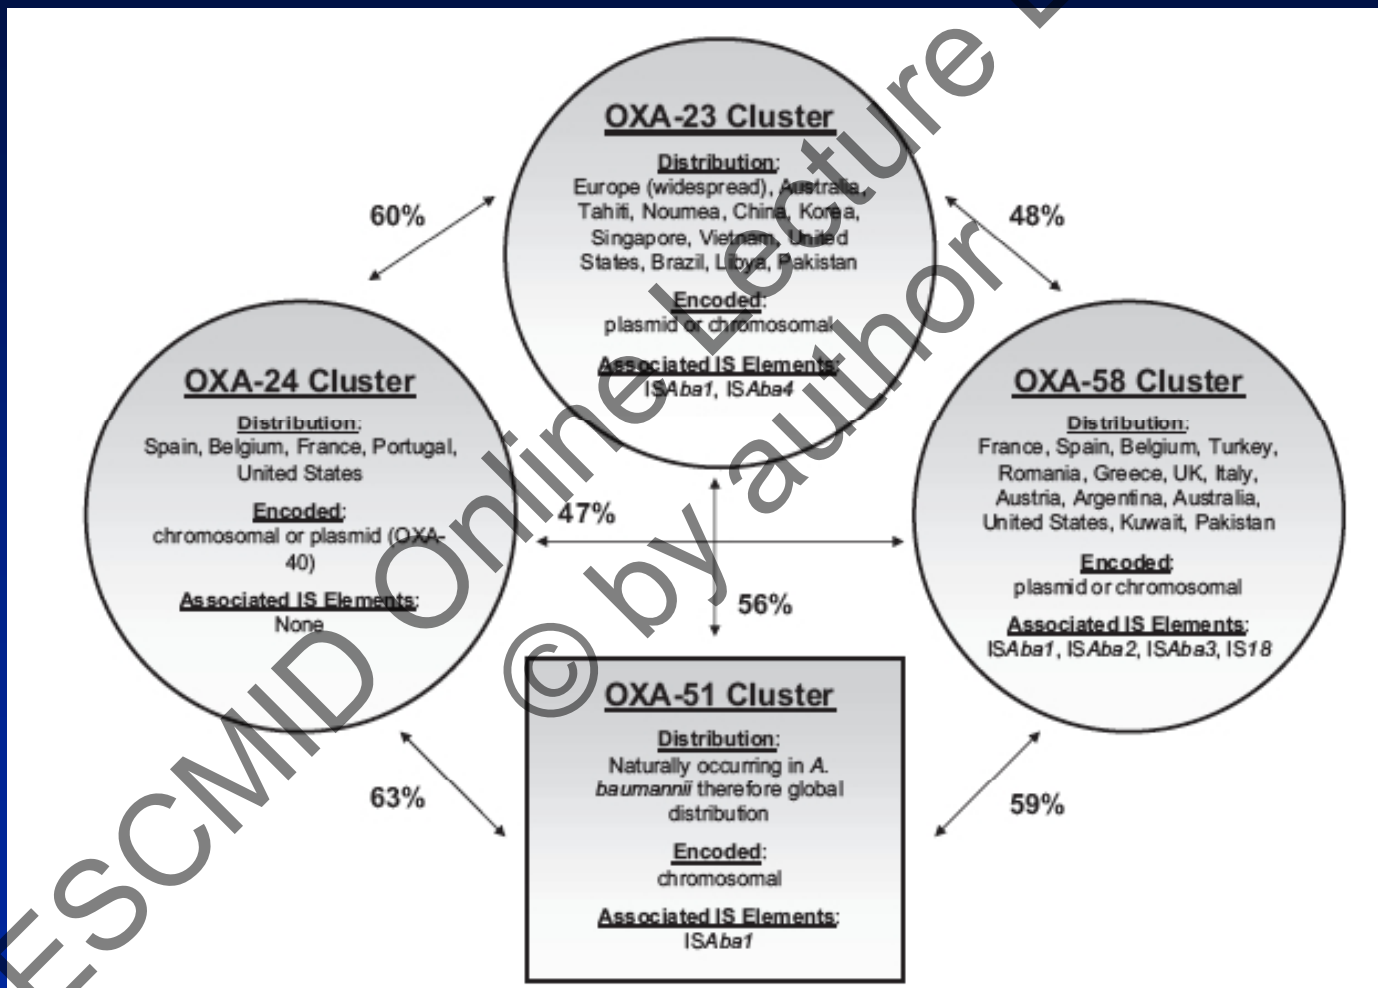 OXA-23 Cluster
Distribution:
Europe (widespread), Australia,
Tahiti, Noumea, China, Korea,
Singapore, Vietnam, United
States, Brazil, Libya, Pakistan
Encoded:
plasmid or chromosomal
Associated IS Elements:
ISAba1, ISAba4
60%
48%
OXA-24 Cluster
Distribution:
Spain, Belgium, France, Portugal,
United States
Encoded:
chromosomal or plasmid (OXA-
40)
Associated IS Elements:
None
OXA-58 Cluster
Distribution:
France, Spain, Belgium, Turkey,
Romania, Greece, UK, Italy,
Austria, Argentina, Australia,
United States, Kuwait, Pakistan
Encoded:
plasmid or chromosomal
Associated IS Elements:
ISAba1, ISAba2, ISAba3, IS18
47%
56%
63%
59%
OXA-51 Cluster
Distribution:
Naturally occurring in A.
baumannii therefore global
distribution
Encoded:
chromosomal
Associated IS Elements:
ISAba1
ESCMID Online Lecture
© by author